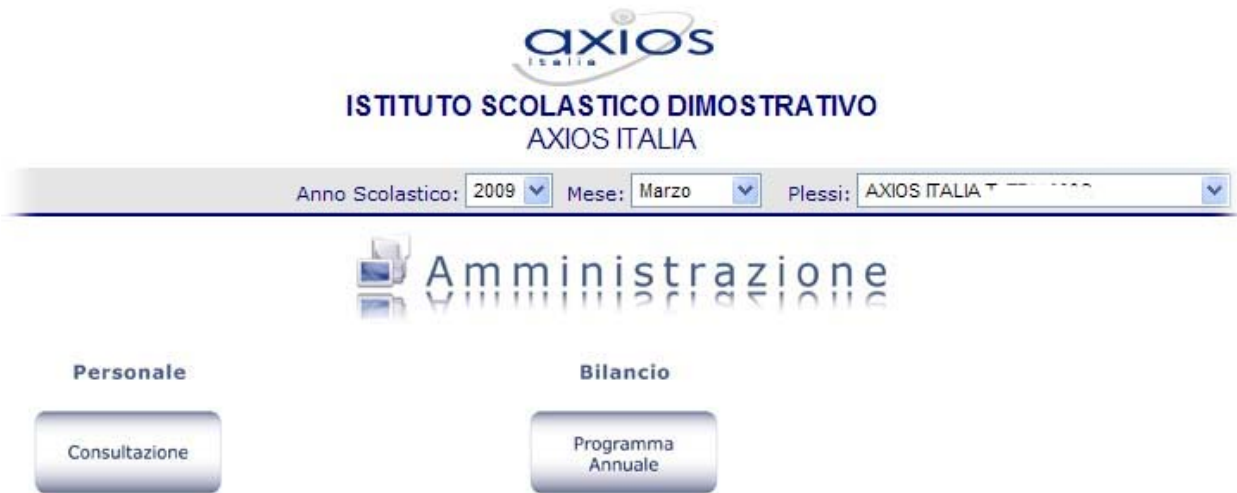 axios
italia
ISTITUTO SCOLASTICO DIMOSTRATIVO
AXIOS ITALIA
Anno Scolastico: 2009 Mese: Marzo Plessi: AXIOS ITALIA
Amministrazione
Personale Bilancio
Consultazione
Programma
Annuale